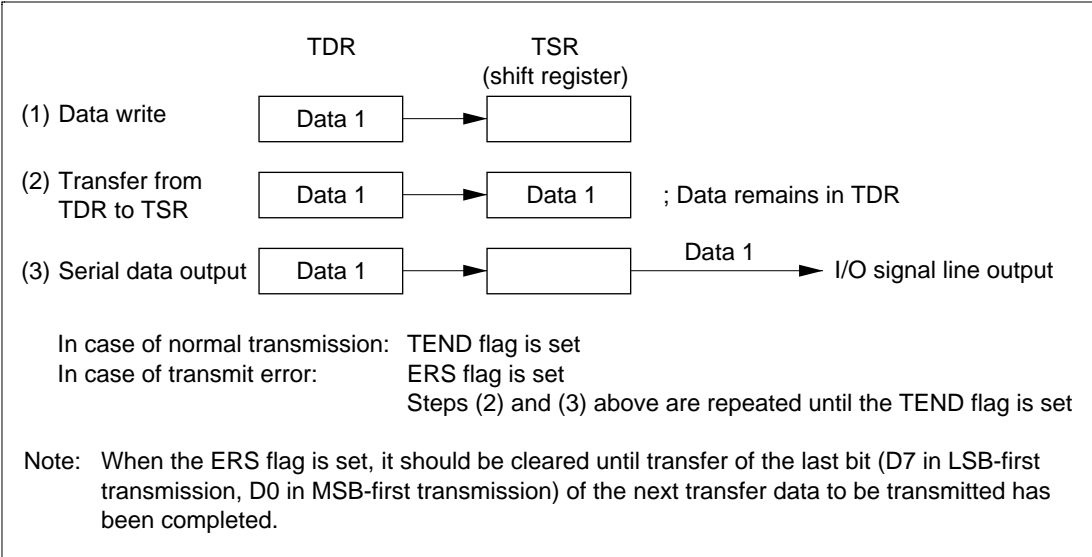 TDR TSR
(shift register)
(1) Data write Data 1
(2) Transfer from
TDR to TSR Data 1 Data 1 ; Data remains in TDR
(3) Serial data output Data 1 Data 1 I/O signal line output
In case of normal transmission: TEND flag is set
In case of transmit error: ERS flag is set
Steps (2) and (3) above are repeated until the TEND flag is set
Note: When the ERS flag is set, it should be cleared until transfer of the last bit (D7 in LSB-first
transmission, D0 in MSB-first transmission) of the next transfer data to be transmitted has
been completed.